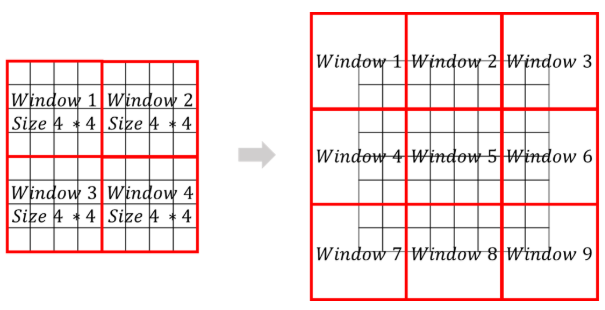 Window 1 Window 2
Size 4 * 4 Size 4 * 4
Window 3 Window 4
Size 4 * 4 Size 4 * 4
Window 1 Window 2 Window 3
Window 4 Window 5 Window 6
Window 7 Window 8 Window 9